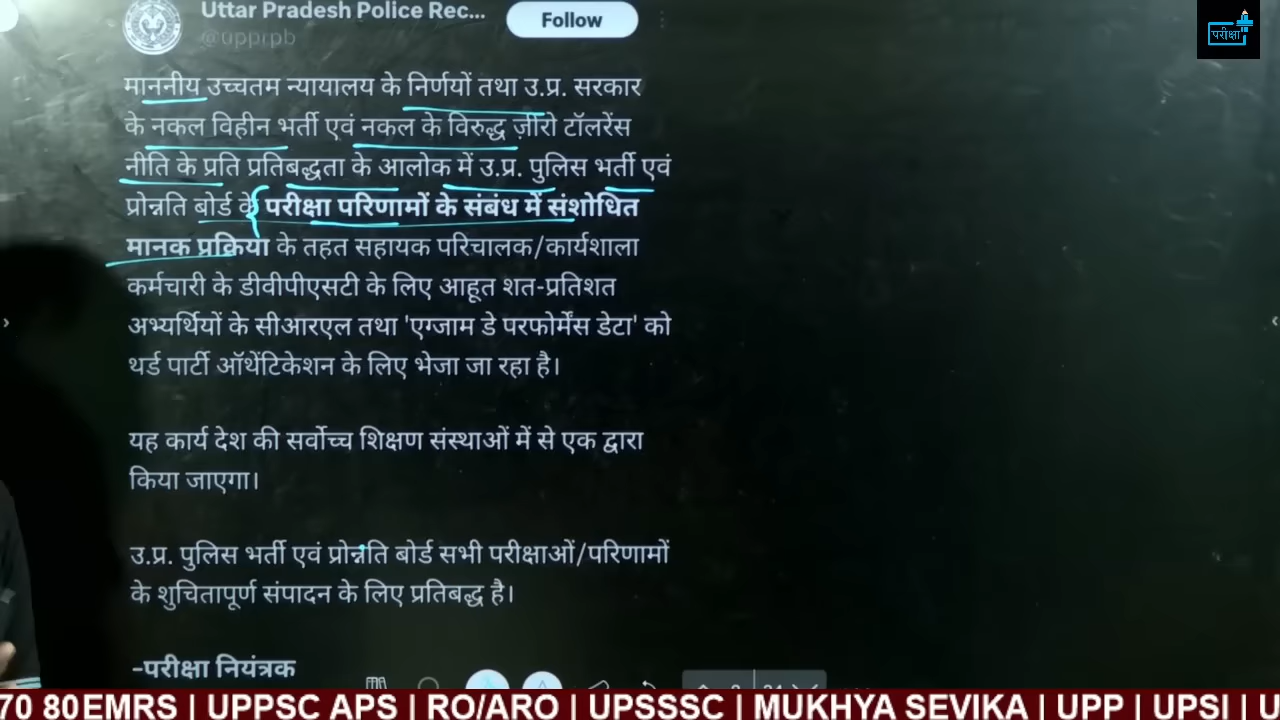 Uttar Pradesh Police Rec...
Follow
@upprpb
परीक्षा
माननीय उच्चतम न्यायालय के निर्णयों तथा उ.प्र. सरकार
के नकल विहीन भर्ती एवं नकल के विरुद्ध ज़ीरो टॉलरेंस
नीति के प्रति प्रतिबद्धता के आलोक में उ.प्र. पुलिस भर्ती एवं
प्रोन्नति बोर्ड के परीक्षा परिणामों के संबंध में संशोधित
मानक प्रक्रिया के तहत सहायक परिचालक/कार्यशाला
कर्मचारी के डीवीपीएसटी के लिए आहूत शत-प्रतिशत
अभ्यर्थियों के सीआरएल तथा 'एग्जाम डे परफोर्मेंस डेटा' को
थर्ड पार्टी ऑथेंटिकेशन के लिए भेजा जा रहा है।
यह कार्य देश की सर्वोच्च शिक्षण संस्थाओं में से एक द्वारा
किया जाएगा।
उ.प्र. पुलिस भर्ती एवं प्रोन्नति बोर्ड सभी परीक्षाओं/परिणामों
के शुचितापूर्ण संपादन के लिए प्रतिबद्ध है।
-परीक्षा नियंत्रक
70 80EMRS | UPPSC APS | RO/ARO | UPSSSC | MUKHYA SEVIKA | UPP | UPSI | U